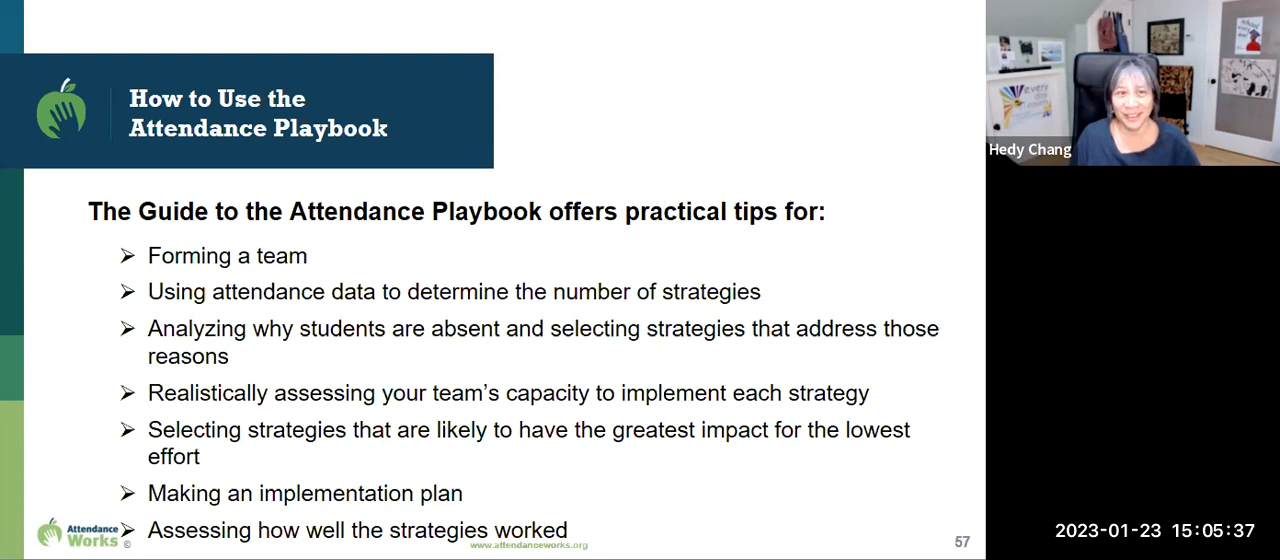 How to Use the
Attendance Playbook
The Guide to the Attendance Playbook offers practical tips for:
Forming a team
Using attendance data to determine the number of strategies
Analyzing why students are absent and selecting strategies that address those
reasons
Realistically assessing your team's capacity to implement each strategy
Selecting strategies that are likely to have the greatest impact for the lowest
effort
Making an implementation plan
Assessing how well the strategies worked
Attendance
Works ©
www.attendanceworks.org
57
every
day
Hedy Chang
2023-01-23 15:05:37